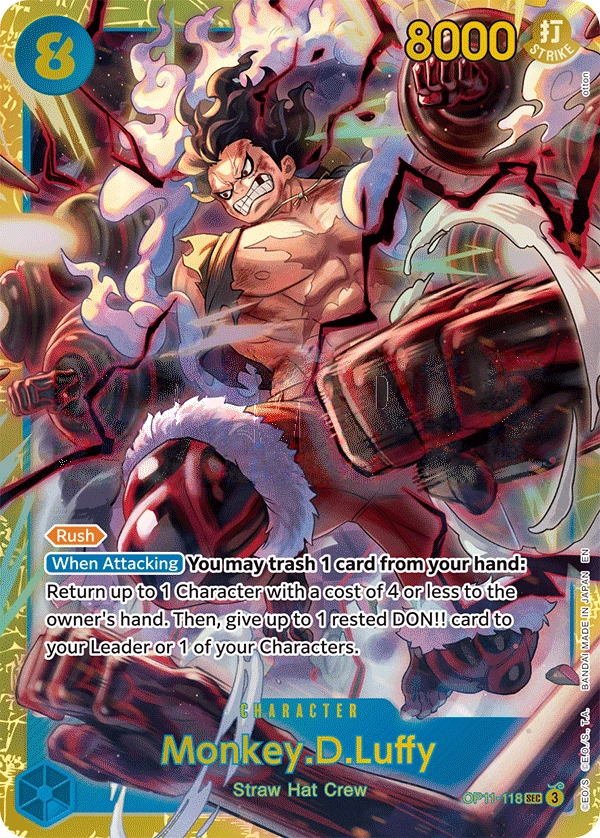 8
8000
打
STRIKE
otton
Rush
When Attacking You may trash 1 card from your hand:
Return up to 1 Character with a cost of 4 or less to the
owner's hand. Then, give up to 1 rested DON!! card to
your Leader or 1 of your Characters.
CHARACTER
Monkey.D.Luffy
Straw Hat Crew
OP11-118 SEC 3
©E.O/S. ©E.O./S., T.A. BANDAI MADE IN JAPAN EN